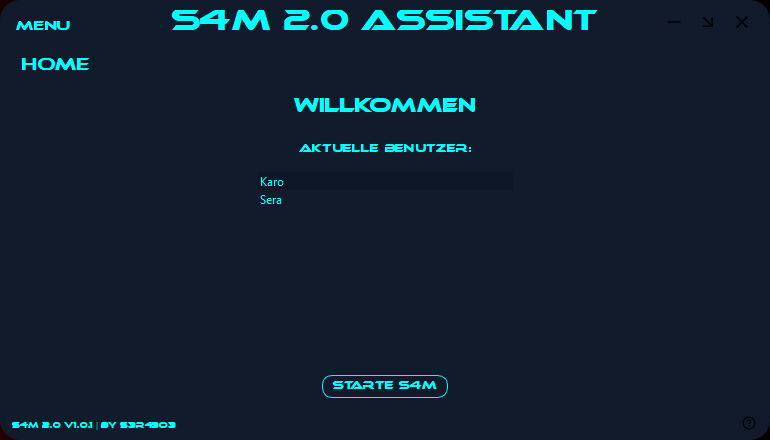 MENU
S4M 2.0 ASSISTANT
HOME
WILLKOMMEN
AKTUELLE BENUTZER:
Karo
Sera
STARTE S4M
S4M 2.0 V1.0.1 | BY S3R4903